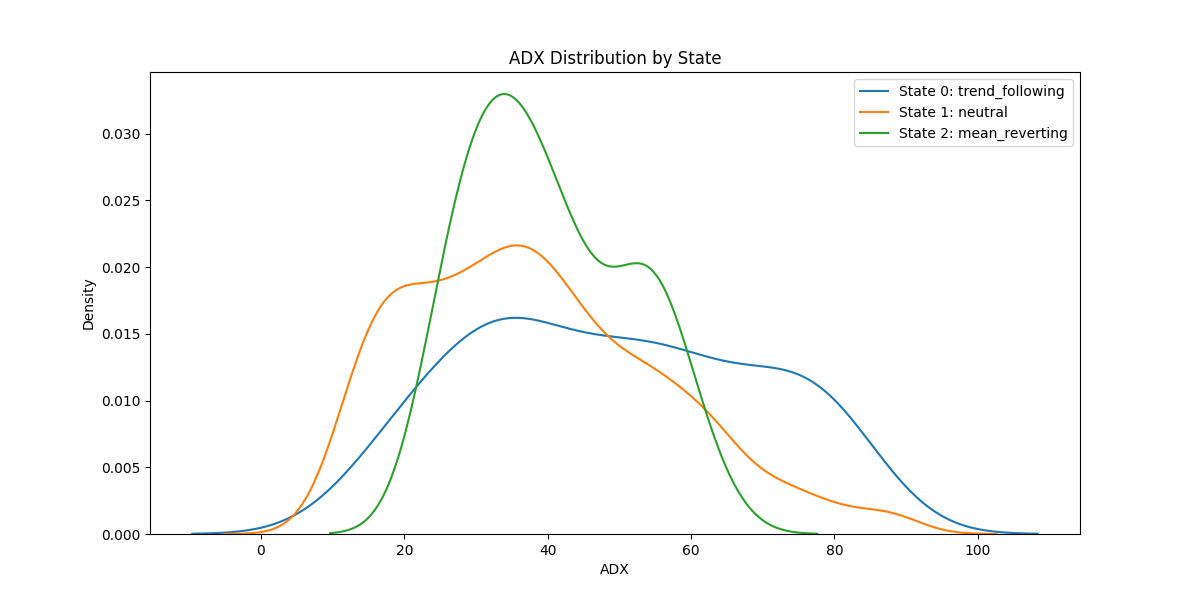 ADX Distribution by State
State 0: trend_following
State 1: neutral
State 2: mean_reverting
Density
0.030
0.025
0.020
0.015
0.010
0.005
0.000
0 20 40 60 80 100
ADX